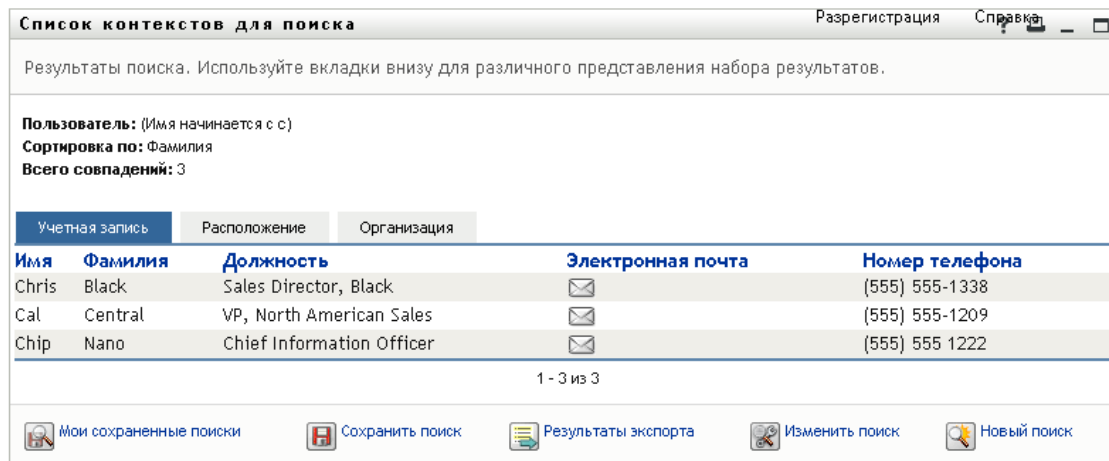 Список контекстов для поиска Разрегистрация Справка
Результаты поиска. Используйте вкладки внизу для различного представления набора результатов.
Пользователь: (Имя начинается с c)
Сортировка по: Фамилия
Всего совпадений: 3
Учетная запись Расположение Организация
Имя Фамилия Должность Электронная почта Номер телефона
Chris Black Sales Director, Black (555) 555-1338
Cal Central VP, North American Sales (555) 555-1209
Chip Nano Chief Information Officer (555) 555 1222
1 - 3 из 3
Мои сохраненные поиски Сохранить поиск Результаты экспорта Изменить поиск Новый поиск